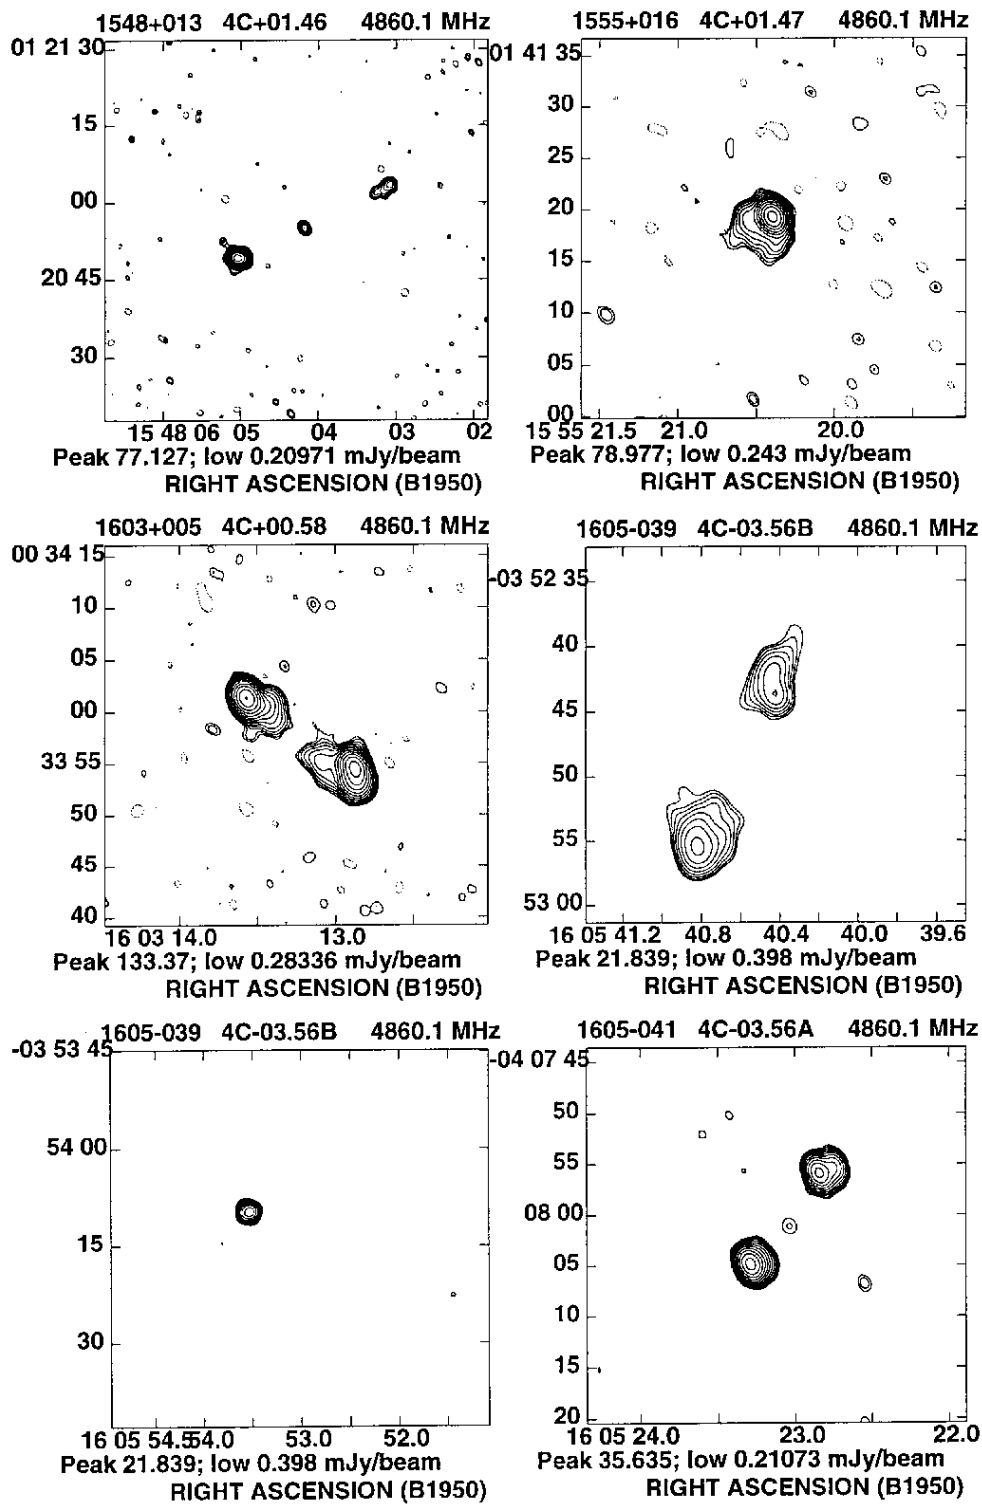 1548+013 4C+01.46 4860.1 MHz
01 21 30
15
00
20 45
30
15 48 06 05 04 03 02
Peak 77.127; low 0.20971 mJy/beam
RIGHT ASCENSION (B1950)
1555+016 4C+01.47 4860.1 MHz
01 41 35
30
25
20
15
10
05
00
15 55 21.5 21.0 20.0
Peak 78.977; low 0.243 mJy/beam
RIGHT ASCENSION (B1950)
1603+005 4C+00.58 4860.1 MHz
00 34 15
10
05
00
33 55
50
45
40
16 03 14.0 13.0
Peak 133.37; low 0.28336 mJy/beam
RIGHT ASCENSION (B1950)
1605-039 4C-03.56B 4860.1 MHz
-03 52 35
40
45
50
55
53 00
16 05 41.2 40.8 40.4 40.0 39.6
Peak 21.839; low 0.398 mJy/beam
RIGHT ASCENSION (B1950)
1605-039 4C-03.56B 4860.1 MHz
-03 53 45
54 00
15
30
16 05 54.5 54.0 53.0 52.0
Peak 21.839; low 0.398 mJy/beam
RIGHT ASCENSION (B1950)
1605-041 4C-03.56A 4860.1 MHz
-04 07 45
50
55
08 00
05
10
15
20
16 05 24.0 23.0 22.0
Peak 35.635; low 0.21073 mJy/beam
RIGHT ASCENSION (B1950)